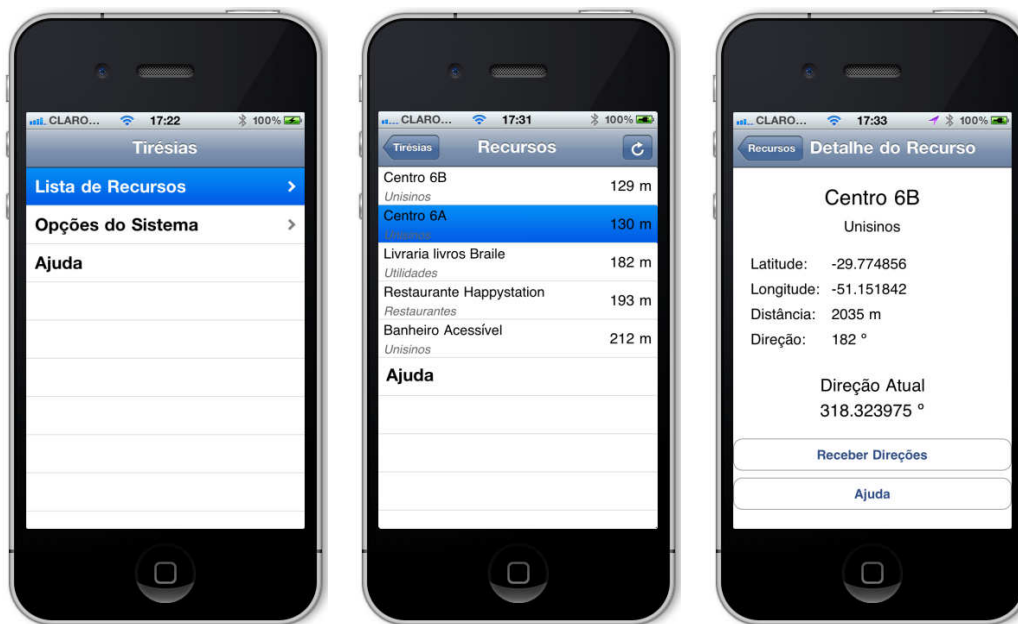 CLARO... 17:22 100%
Tirésias
Lista de Recursos
Opções do Sistema
Ajuda
CLARO... 17:31 100%
Tirésias Recursos
Centro 6B
129 m
Unisinos
Centro 6A
130 m
Unisinos
Livraria livros Braile
182 m
Utilidades
Restaurante Happystation
193 m
Restaurantes
Banheiro Acessível
212 m
Unisinos
Ajuda
CLARO... 17:33 100%
Recursos Detalhe do Recurso
Centro 6B
Unisinos
Latitude: -29.774856
Longitude: -51.151842
Distância: 2035 m
Direção: 182 º
Direção Atual
318.323975 º
Receber Direções
Ajuda